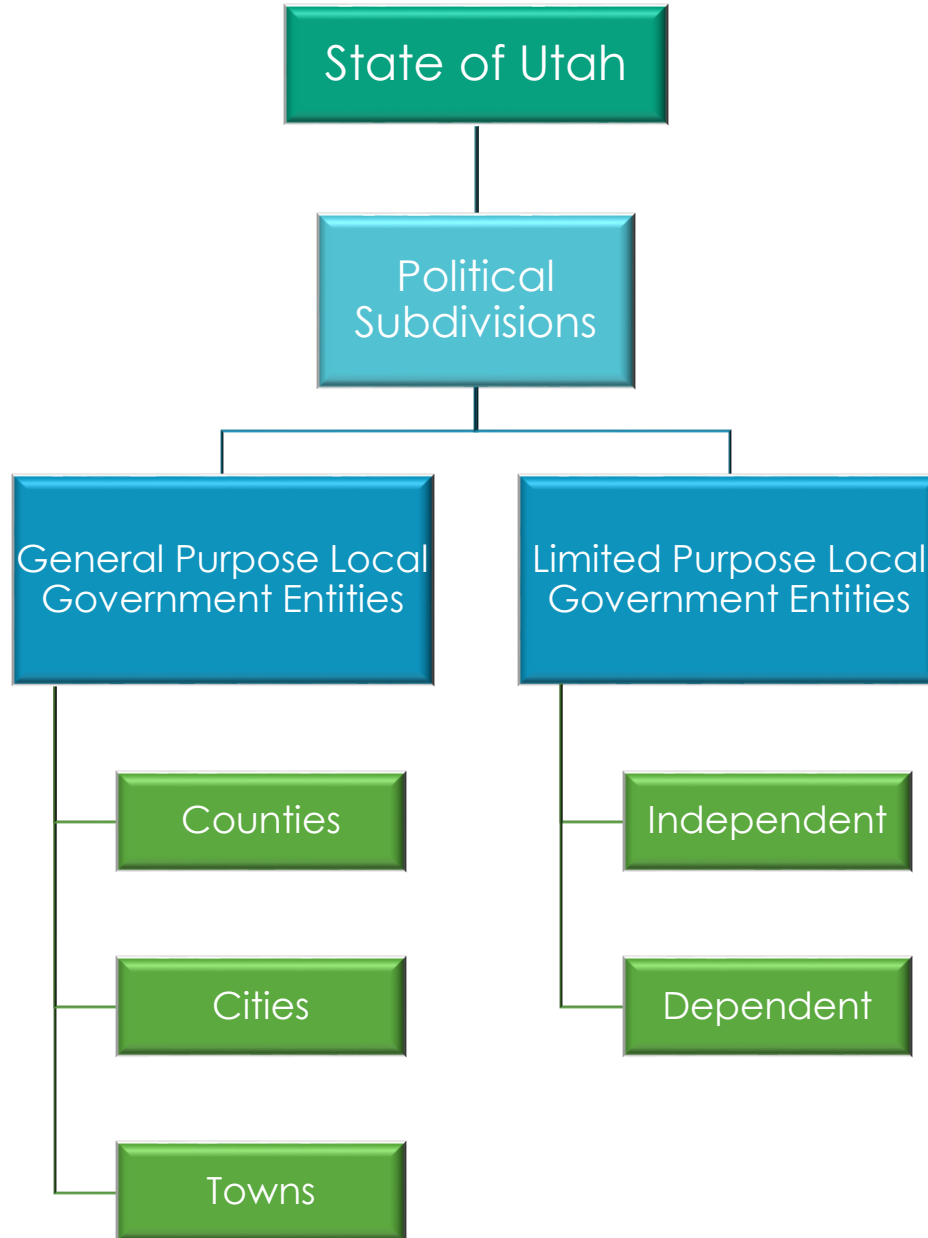 State of Utah
Political
Subdivisions
General Purpose Local
Government Entities
Limited Purpose Local
Government Entities
Counties
Cities
Towns
Independent
Dependent